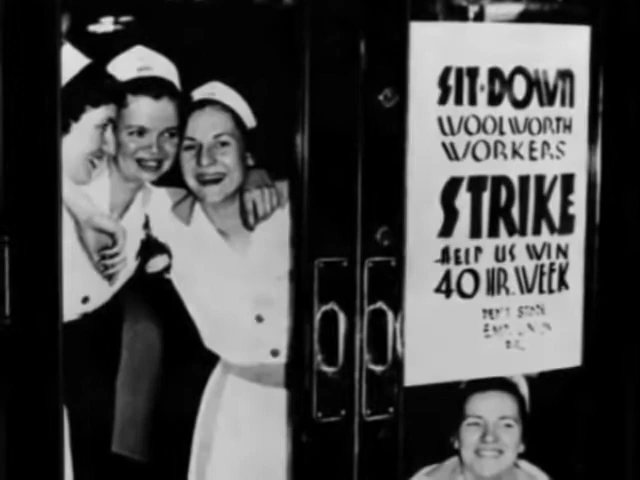 SIT-DOWN
WOOLWORTH
WORKERS
STRIKE
HELP US WIN
40 HR. WEEK